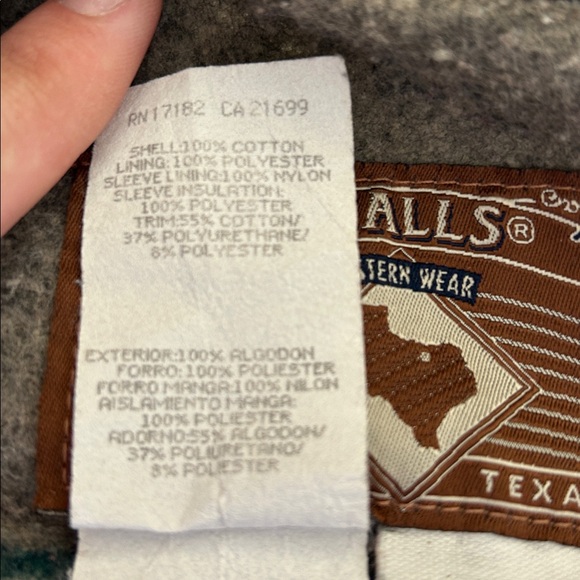 RN17182 CA21699
SHELL:100% COTTON
LINING:100% POLYESTER
SLEEVE LINING:100% NYLON
SLEEVE INSULATION:
100% POLYESTER
TRIM:55% COTTON/
37% POLYURETHANE/
8% POLYESTER
EXTERIOR:100% ALGODON
FORRO:100% POLIESTER
FORRO MANGA:100% NILON
AISLAMIENTO MANGA:
100% POLIESTER
ADORNO:55% ALGODON/
37% POLIURETANO/
8% POLIESTER
ALLS®
STERN WEAR
TEXA